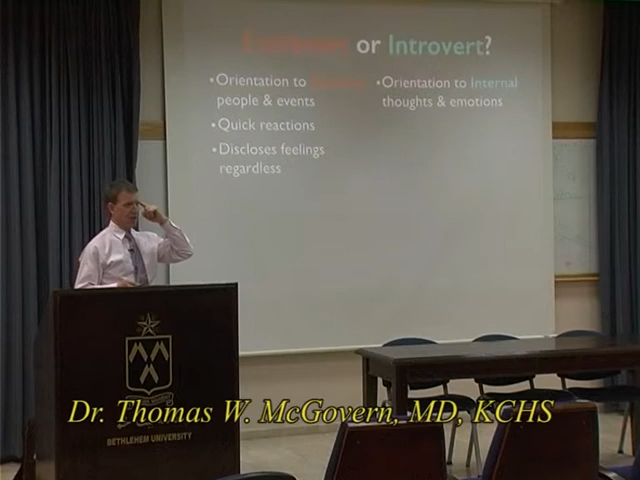 or Introvert?
•Orientation to
people & events
•Quick reactions
•Discloses feelings
regardless
•Orientation to Internal
thoughts & emotions
Dr. Thomas W. McGovern, MD, KCHS
BETHLEHEM UNIVERSITY